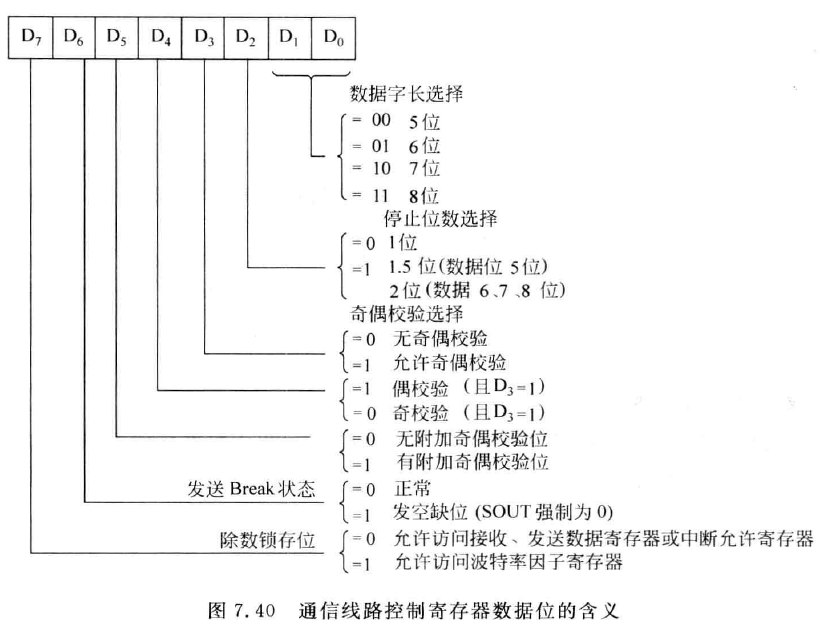 D₇ D₆ D₅ D₄ D₃ D₂ D₁ D₀
数据字长选择
= 00 5位
= 01 6位
= 10 7位
= 11 8位
停止位数选择
=0 1位
=1 1.5 位(数据位 5位)
2位(数据 6、7、8 位)
奇偶校验选择
=0 无奇偶校验
=1 允许奇偶校验
=1 偶校验 (且D₃=1)
=0 奇校验 (且D₃=1)
=0 无附加奇偶校验位
=1 有附加奇偶校验位
发送 Break状态 =0 正常
=1 发空缺位 (SOUT 强制为 0)
除数锁存位 =0 允许访问接收、发送数据寄存器或中断允许寄存器
=1 允许访问波特率因子寄存器
图 7.40 通信线路控制寄存器数据位的含义